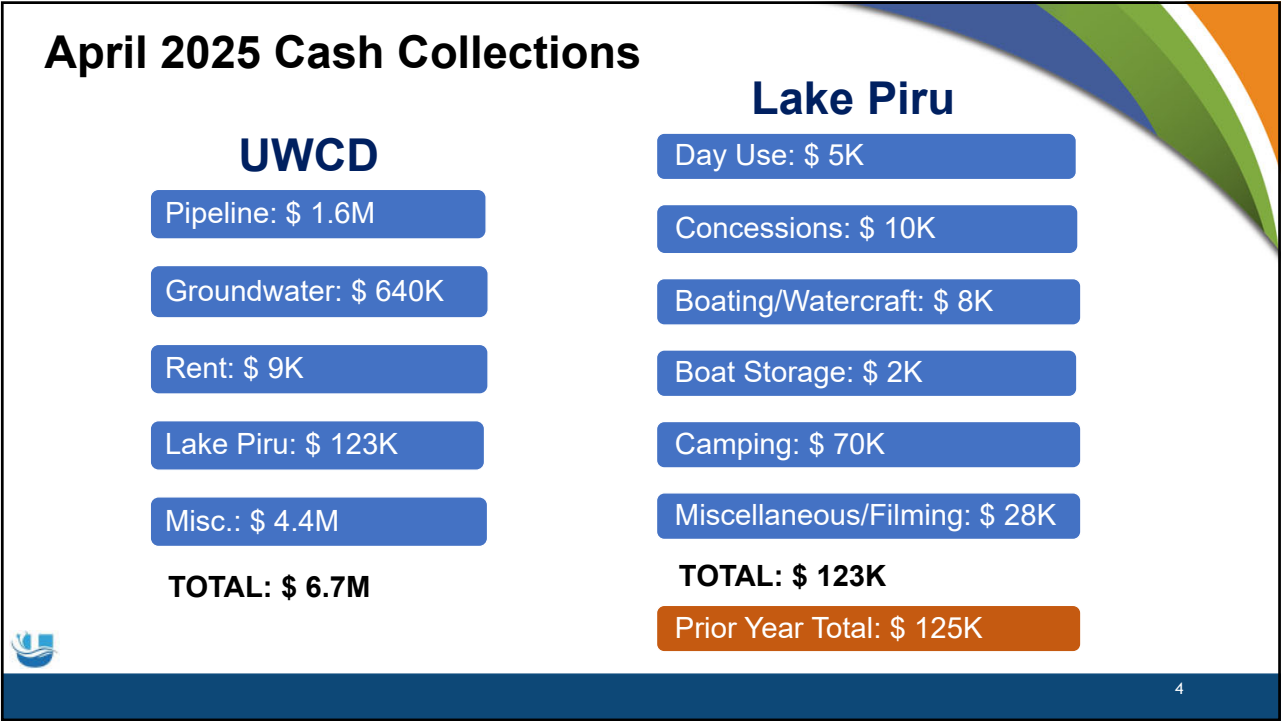 April 2025 Cash Collections
UWCD
Pipeline: $ 1.6M
Groundwater: $ 640K
Rent: $ 9K
Lake Piru: $ 123K
Misc.: $ 4.4M
TOTAL: $ 6.7M
Lake Piru
Day Use: $ 5K
Concessions: $ 10K
Boating/Watercraft: $ 8K
Boat Storage: $ 2K
Camping: $ 70K
Miscellaneous/Filming: $ 28K
TOTAL: $ 123K
Prior Year Total: $ 125K
4